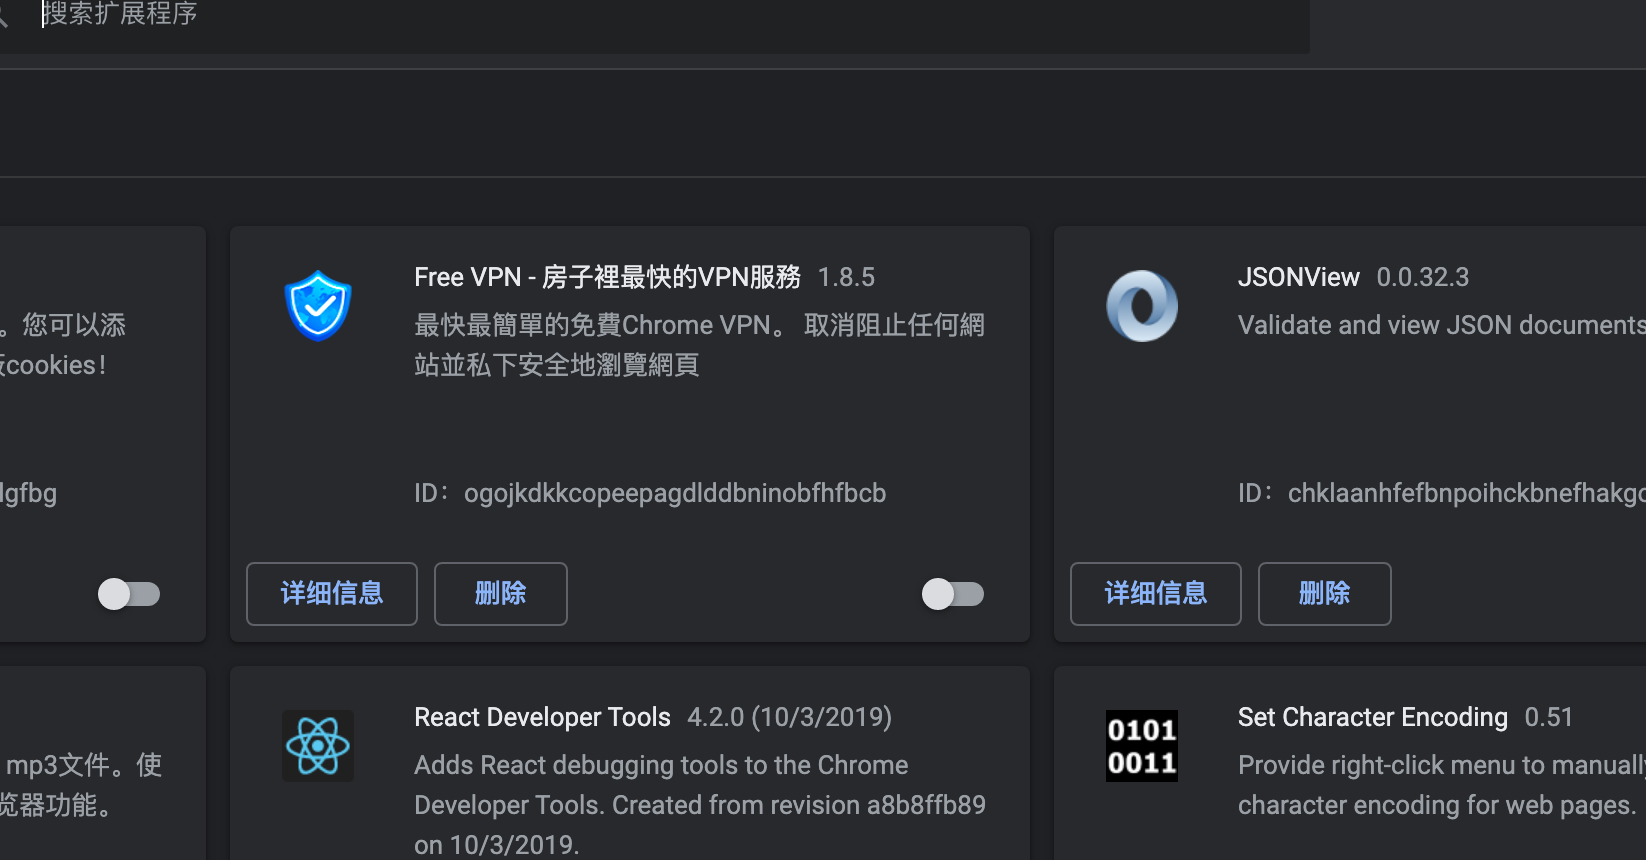 搜索扩展程序
。您可以添
cookies！
lgfbg
Free VPN - 房子裡最快的VPN服務 1.8.5
最快最簡單的免費Chrome VPN。 取消阻止任何網
站並私下安全地瀏覽網頁
ID： ogojkdkkcopeepagdlddbninobfhfbcb
详细信息 删除
JSONView 0.0.32.3
Validate and view JSON documents
ID： chklaanhfefbnpoihckbnefhakgo
详细信息 删除
mp3文件。使
览器功能。
React Developer Tools 4.2.0 (10/3/2019)
Adds React debugging tools to the Chrome
Developer Tools. Created from revision a8b8ffb89
on 10/3/2019.
0101
0011
Set Character Encoding 0.51
Provide right-click menu to manually
character encoding for web pages.